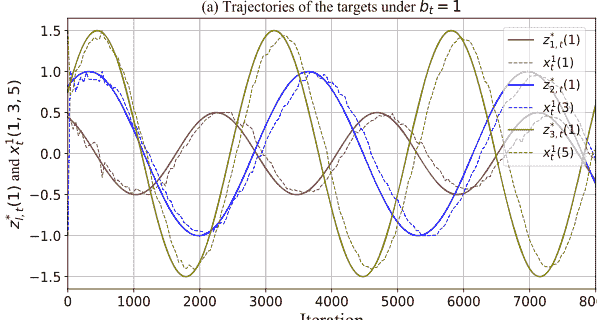 (a) Trajectories of the targets under b_t = 1
z*_{l,t}(1) and x^1_t(1, 3, 5)
1.5
1.0
0.5
0.0
−0.5
−1.0
−1.5
z*_{1,t}(1)
x^1_t(1)
z*_{2,t}(1)
x^1_t(3)
z*_{3,t}(1)
x^1_t(5)
0 1000 2000 3000 4000 5000 6000 7000 8000
Iteration